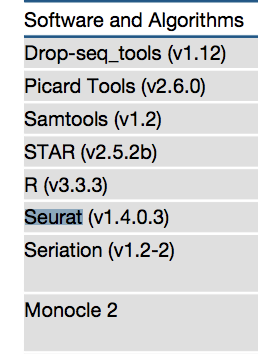 Software and Algorithms
Drop-seq_tools (v1.12)
Picard Tools (v2.6.0)
Samtools (v1.2)
STAR (v2.5.2b)
R (v3.3.3)
Seurat (v1.4.0.3)
Seriation (v1.2-2)
Monocle 2